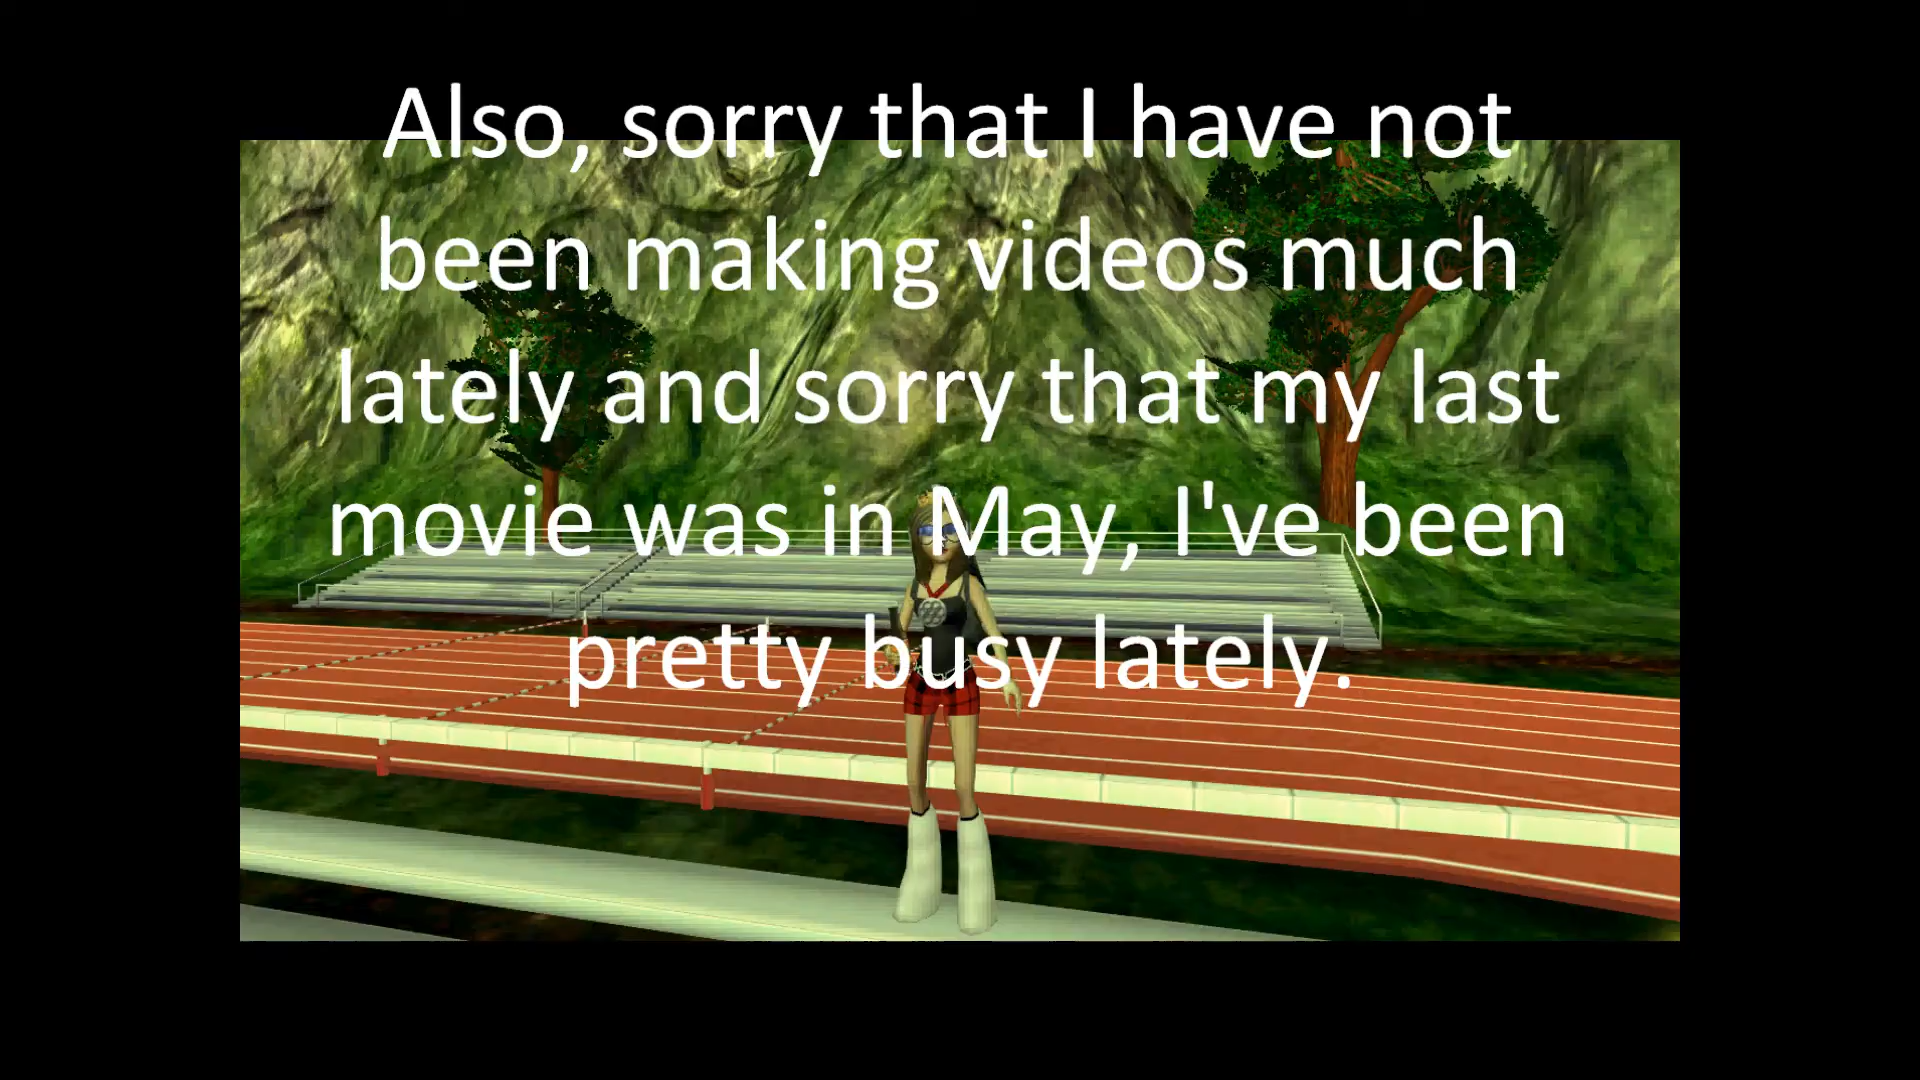 Also, sorry that I have not
been making videos much
lately and sorry that my last
movie was in May, I've been
pretty busy lately.